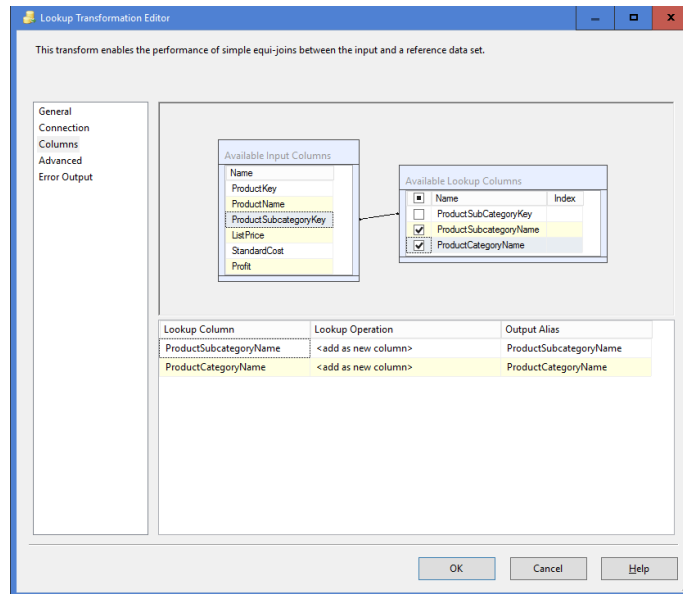 Lookup Transformation Editor
This transform enables the performance of simple equi-joins between the input and a reference data set.
General
Connection
Columns
Advanced
Error Output
Available Input Columns
Name
ProductKey
ProductName
ProductSubcategoryKey
ListPrice
StandardCost
Profit
Available Lookup Columns
Name Index
ProductSubCategoryKey
ProductSubcategoryName
ProductCategoryName
Lookup Column Lookup Operation Output Alias
ProductSubcategoryName <add as new column> ProductSubcategoryName
ProductCategoryName <add as new column> ProductCategoryName
OK Cancel Help